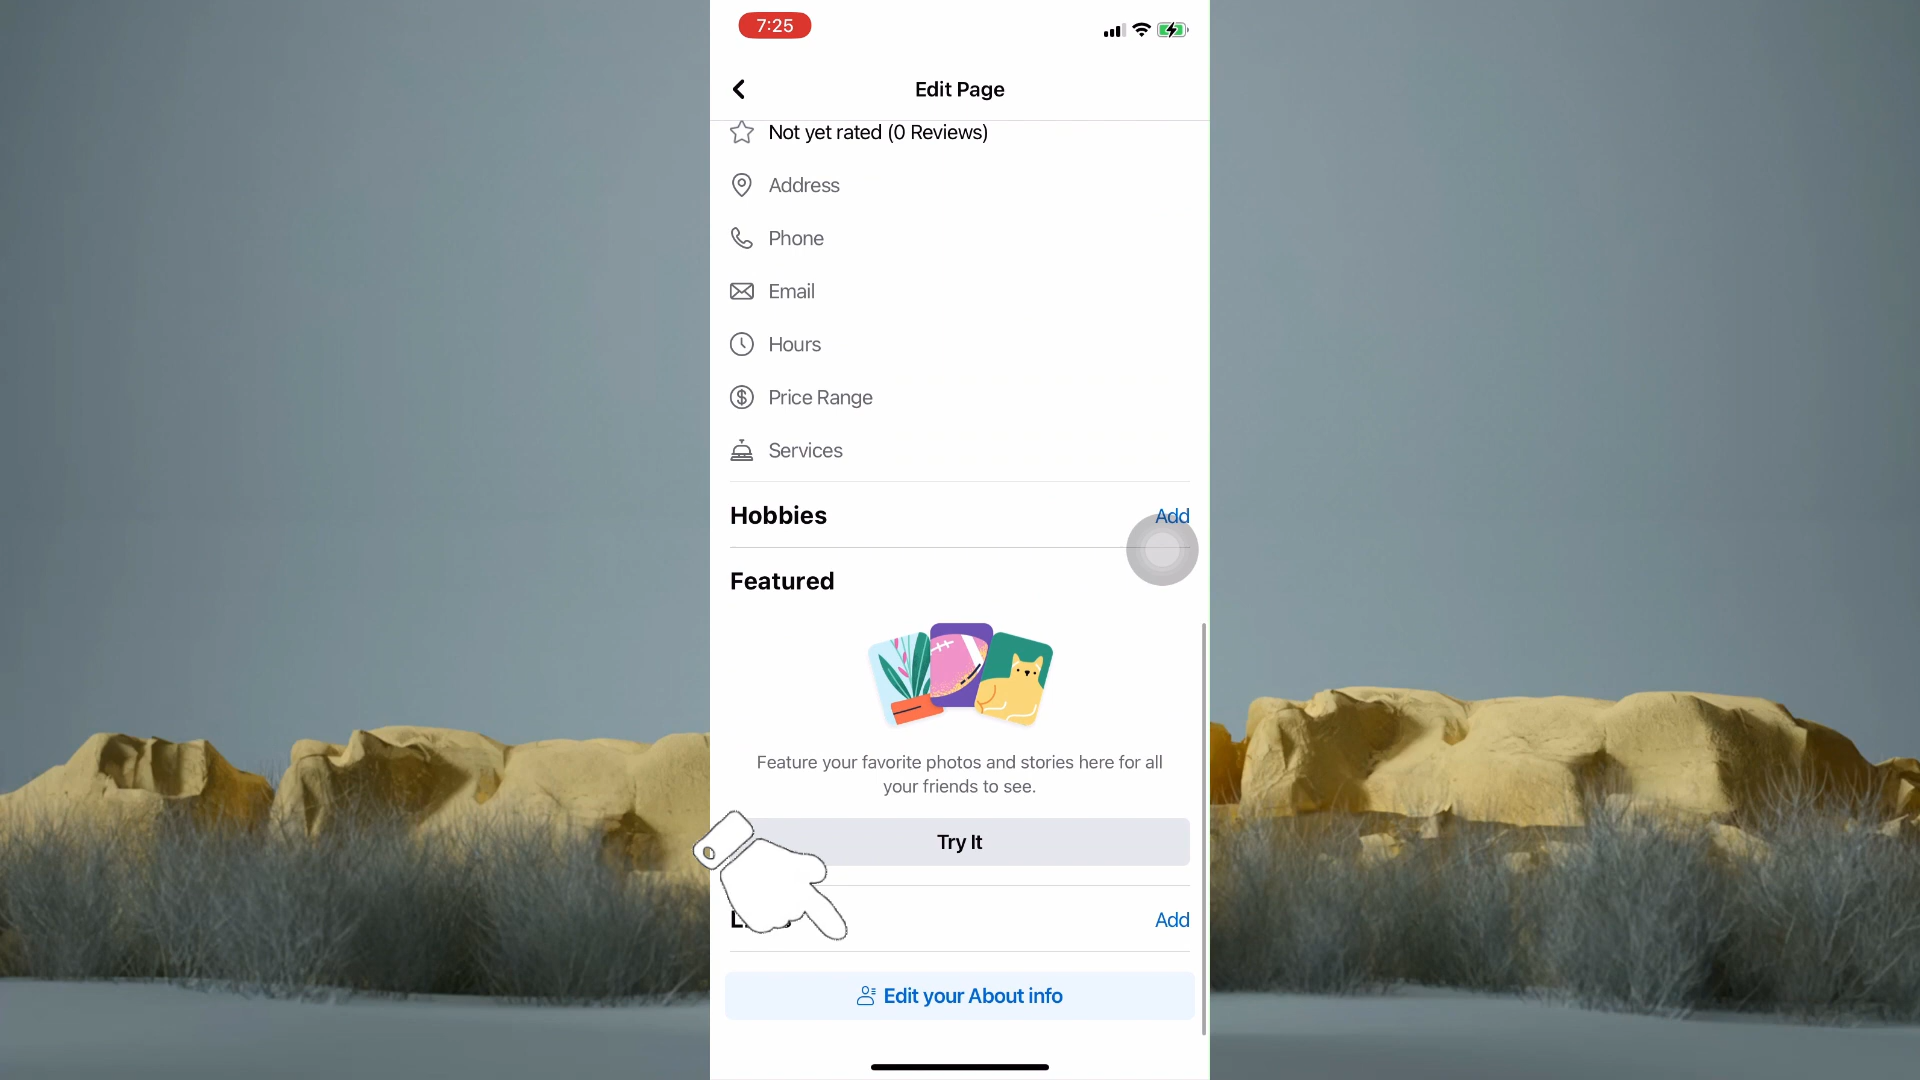 7:25
Edit Page
Not yet rated (0 Reviews)
Address
Phone
Email
Hours
Price Range
Services
Hobbies
Add
Featured
Feature your favorite photos and stories here for all
your friends to see.
Try It
Add
Edit your About info